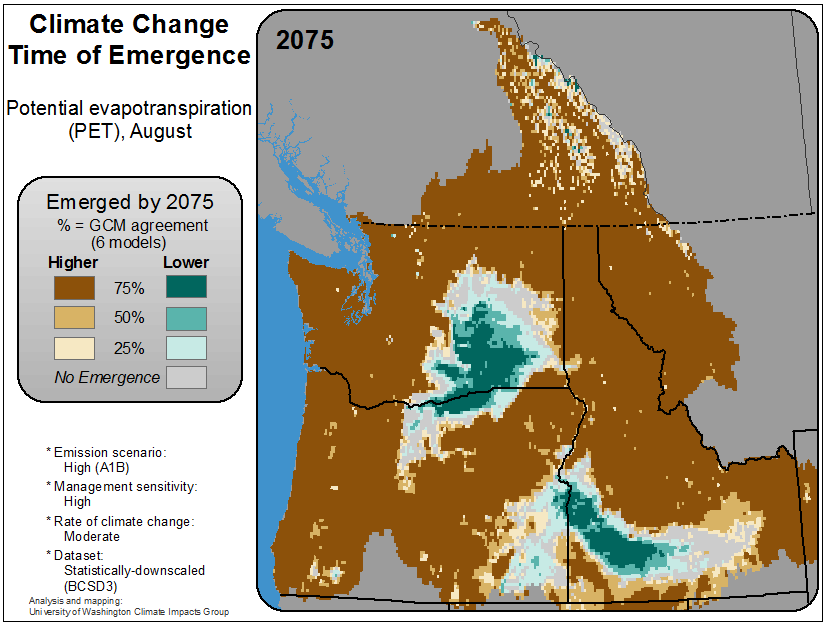 Climate Change
Time of Emergence
Potential evapotranspiration
(PET), August
Emerged by 2075
% = GCM agreement
(6 models)
Higher Lower
75%
50%
25%
No Emergence
* Emission scenario:
High (A1B)
* Management sensitivity:
High
* Rate of climate change:
Moderate
* Dataset:
Statistically-downscaled
(BCSD3)
Analysis and mapping:
University of Washington Climate Impacts Group
2075